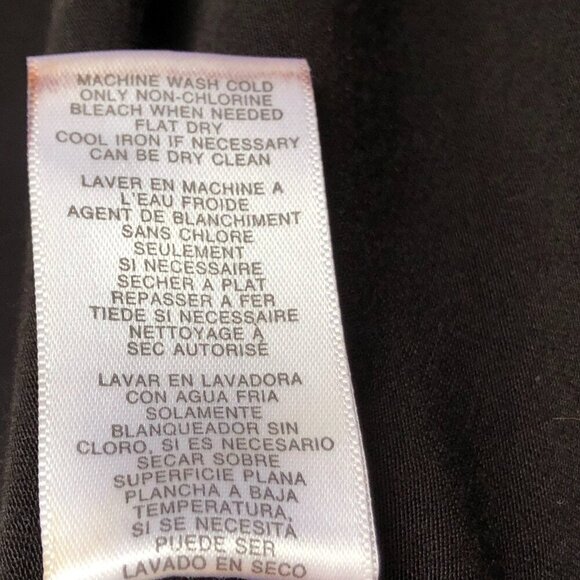 MACHINE WASH COLD
ONLY NON-CHLORINE
BLEACH WHEN NEEDED
FLAT DRY
COOL IRON IF NECESSARY
CAN BE DRY CLEAN
LAVER EN MACHINE A
L'EAU FROIDE
AGENT DE BLANCHIMENT
SANS CHLORE
SEULEMENT
SI NECESSAIRE
SECHER A PLAT
REPASSER A FER
TIEDE SI NECESSAIRE
NETTOYAGE À
SEC AUTORISÉ
LAVAR EN LAVADORA
CON AGUA FRIA
SOLAMENTE
BLANQUEADOR SIN
CLORO, SI ES NECESARIO
SECAR SOBRE
SUPERFICIE PLANA
PLANCHA A BAJA
TEMPERATURA,
SI SE NECESITÁ
PUEDE SER
LAVADO EN SECO